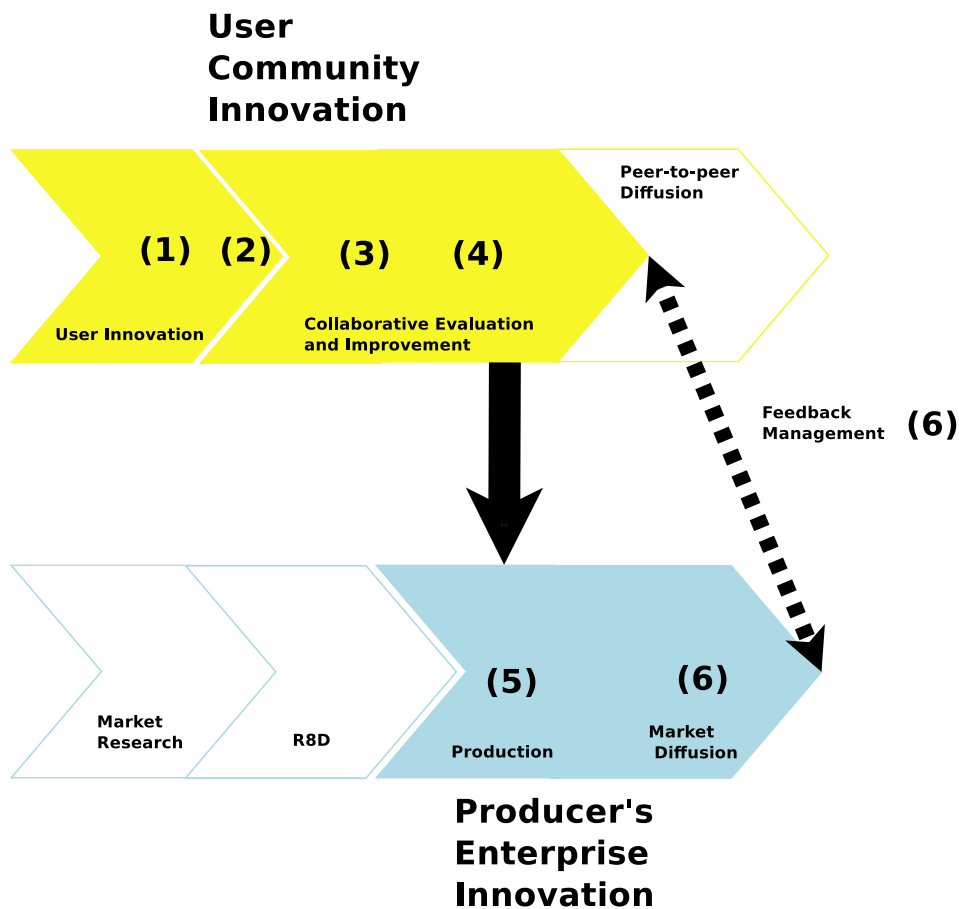 User
Community
Innovation
Peer-to-peer
Diffusion
(1)
(2)
(3)
(4)
User Innovation
Collaborative Evaluation
and Improvement
Feedback
Management
(6)
(5)
(6)
Market
Research
R8D
Production
Market
Diffusion
Producer's
Enterprise
Innovation